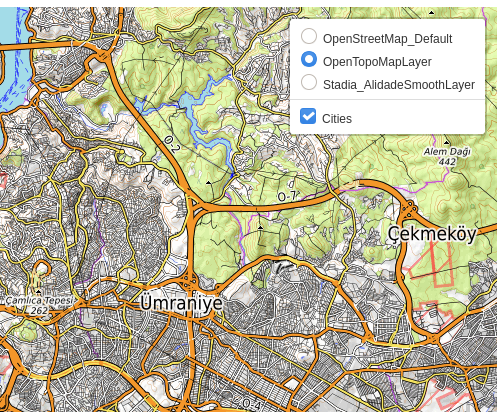 OpenStreetMap_Default
OpenTopoMapLayer
Stadia_AlidadeSmoothLayer
Cities
O-2
Alem Dağı
442
O-7
Çekmeköy
Çamlıca Tepesi
262
Ümraniye
O-4